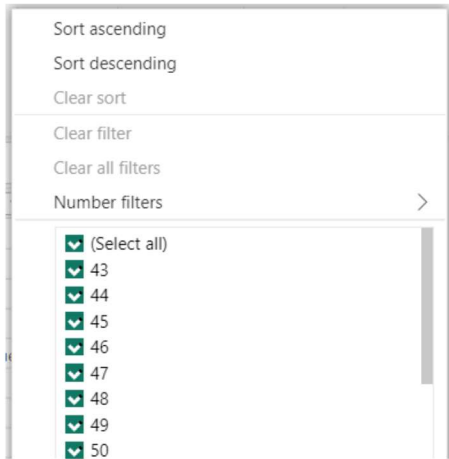 Sort ascending
Sort descending
Clear sort
Clear filter
Clear all filters
Number filters
(Select all)
43
44
45
46
47
48
49
50